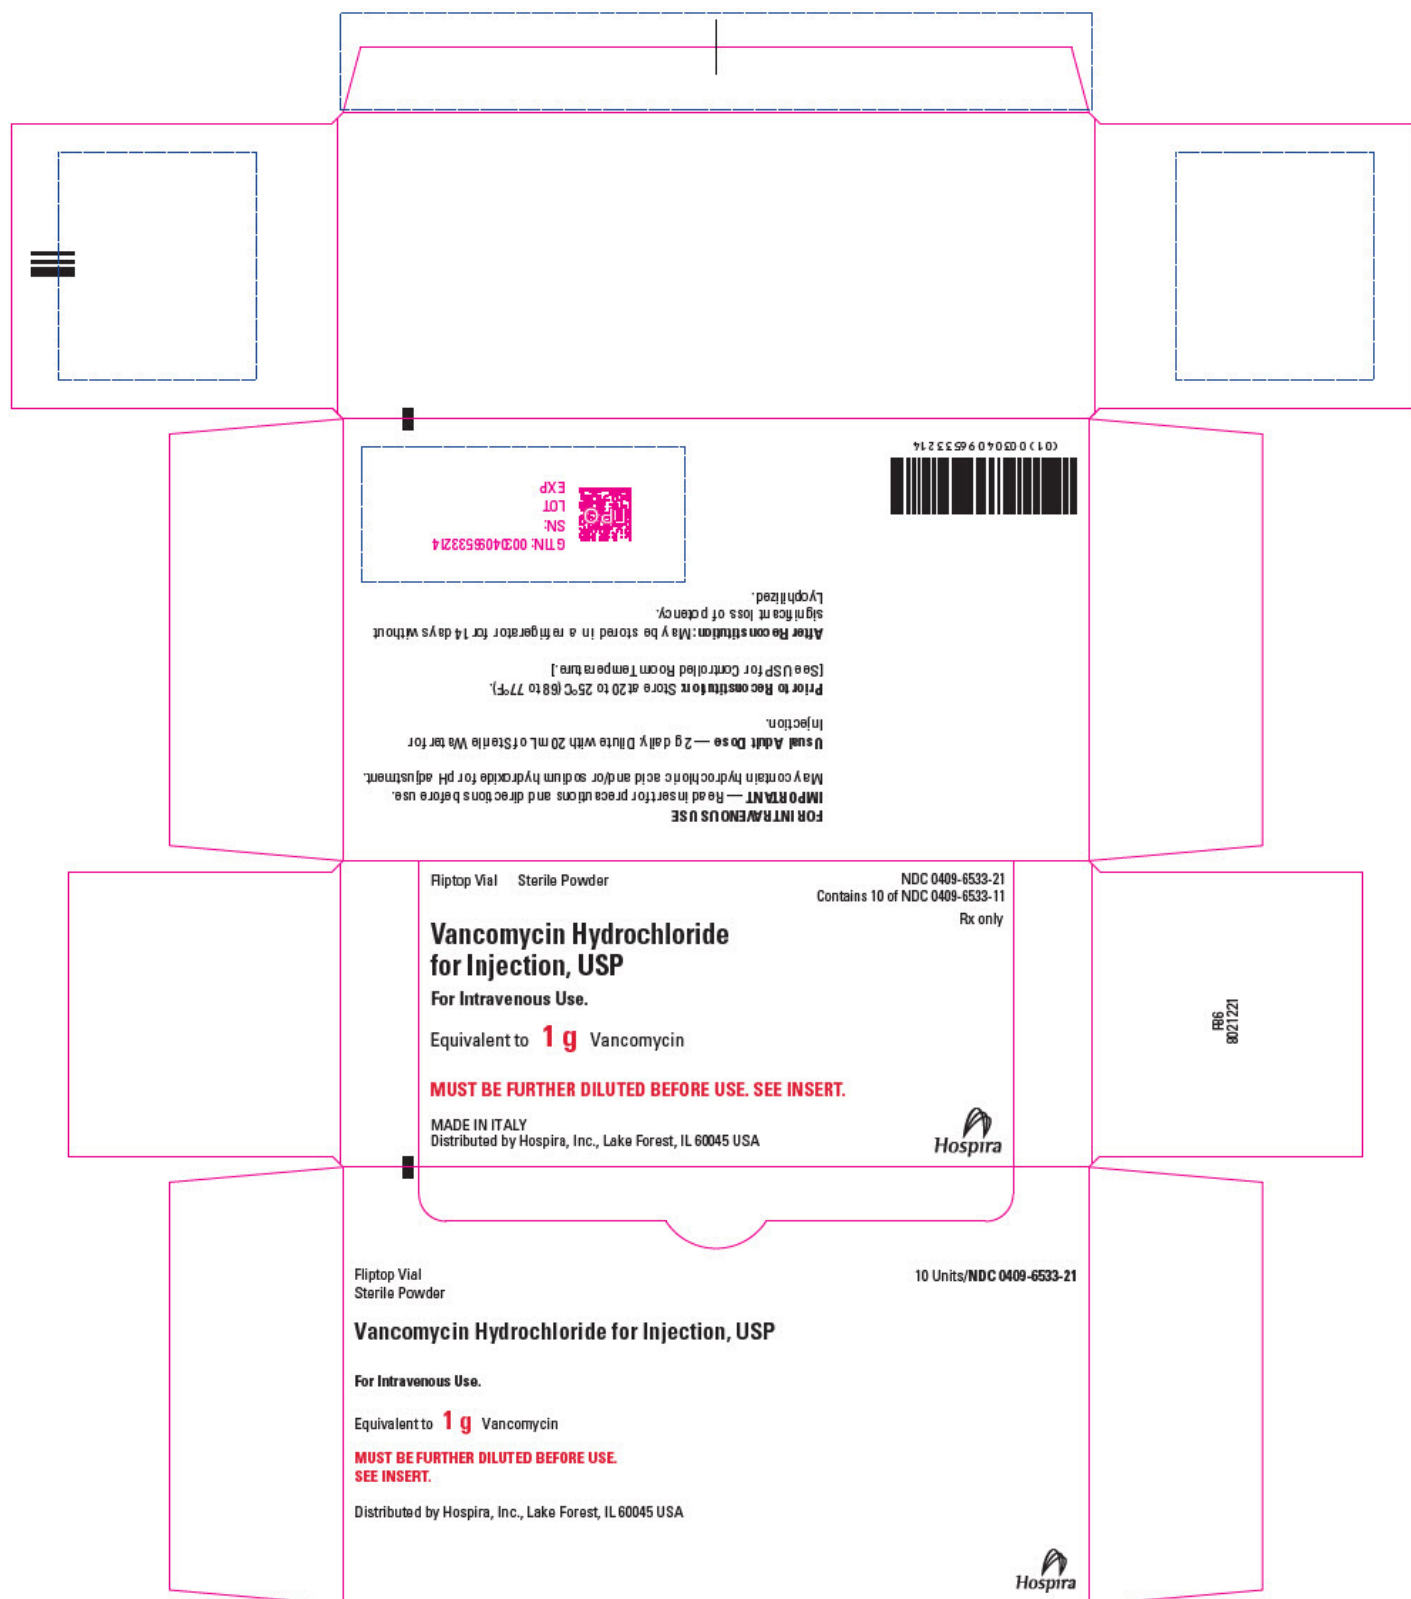 (01)00304096533214
GTIN: 00304096533214
SN:
LOT
EXP
FOR INTRAVENOUS USE
IMPORTANT — Read insert for precautions and directions before use.
May contain hydrochloric acid and/or sodium hydroxide for pH adjustment.
Usual Adult Dose — 2 g daily. Dilute with 20 mL of Sterile Water for
Injection.
Prior to Reconstitution: Store at 20 to 25°C (68 to 77°F).
[See USP for Controlled Room Temperature.]
After Reconstitution: May be stored in a refrigerator for 14 days without
significant loss of potency.
Lyophilized.
Fliptop Vial Sterile Powder
NDC 0409-6533-21
Contains 10 of NDC 0409-6533-11
Rx only
Vancomycin Hydrochloride
for Injection, USP
For Intravenous Use.
Equivalent to 1 g Vancomycin
MUST BE FURTHER DILUTED BEFORE USE. SEE INSERT.
MADE IN ITALY
Distributed by Hospira, Inc., Lake Forest, IL 60045 USA
Hospira
F86
8021221
Fliptop Vial
Sterile Powder
10 Units/NDC 0409-6533-21
Vancomycin Hydrochloride for Injection, USP
For Intravenous Use.
Equivalent to 1 g Vancomycin
MUST BE FURTHER DILUTED BEFORE USE.
SEE INSERT.
Distributed by Hospira, Inc., Lake Forest, IL 60045 USA
Hospira